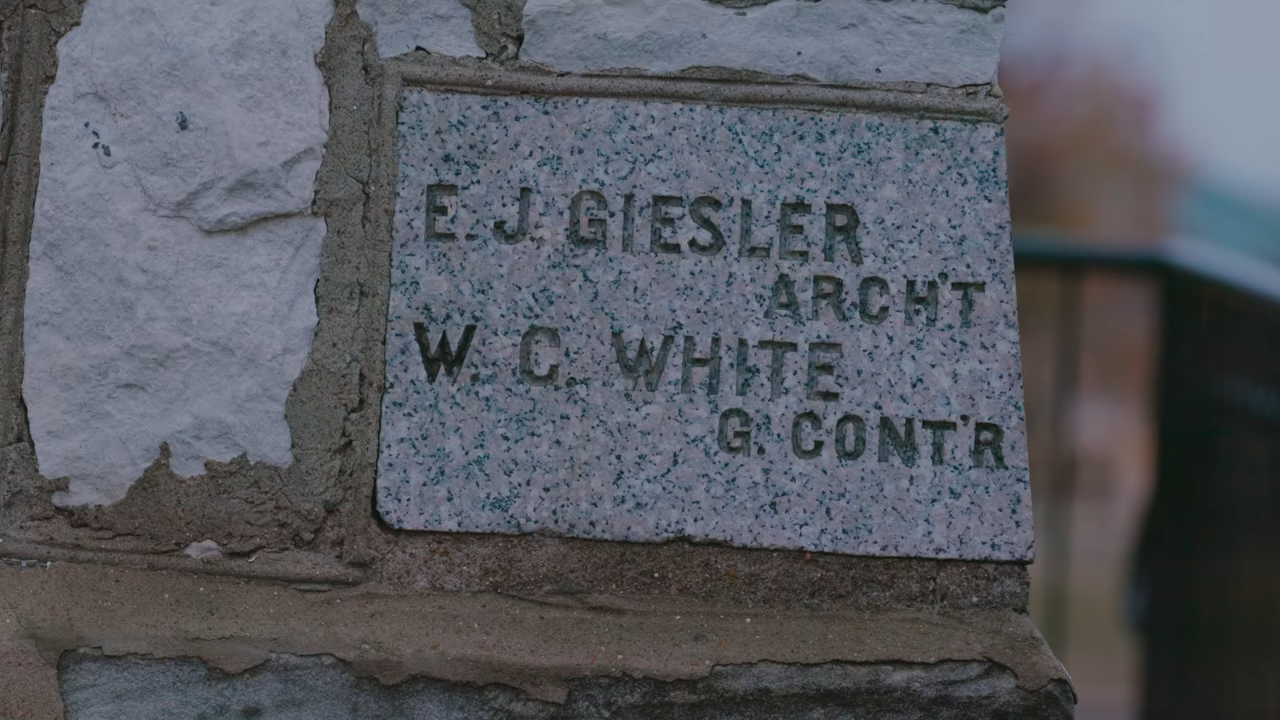 E. J. GIESLER
ARCH'T
W. C. WHITE
G. CONT'R